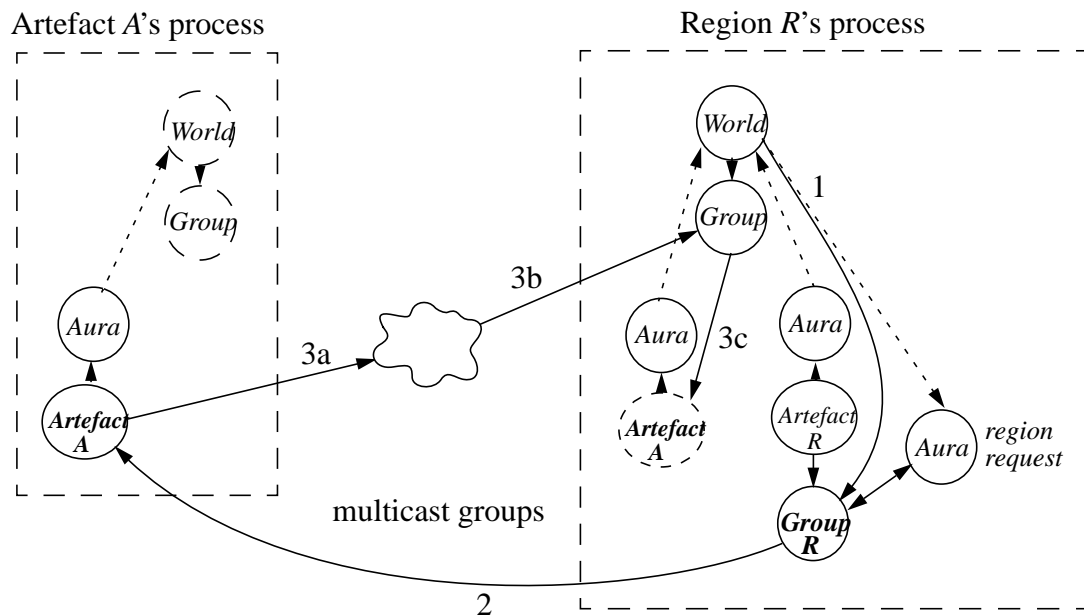 Artefact A's process
Region R's process
World
Group
Aura
Artefact
A
3a
3b
multicast groups
2
World
1
Group
Aura
3c
Aura
Artefact
A
Artefact
R
Aura
region
request
Group
R